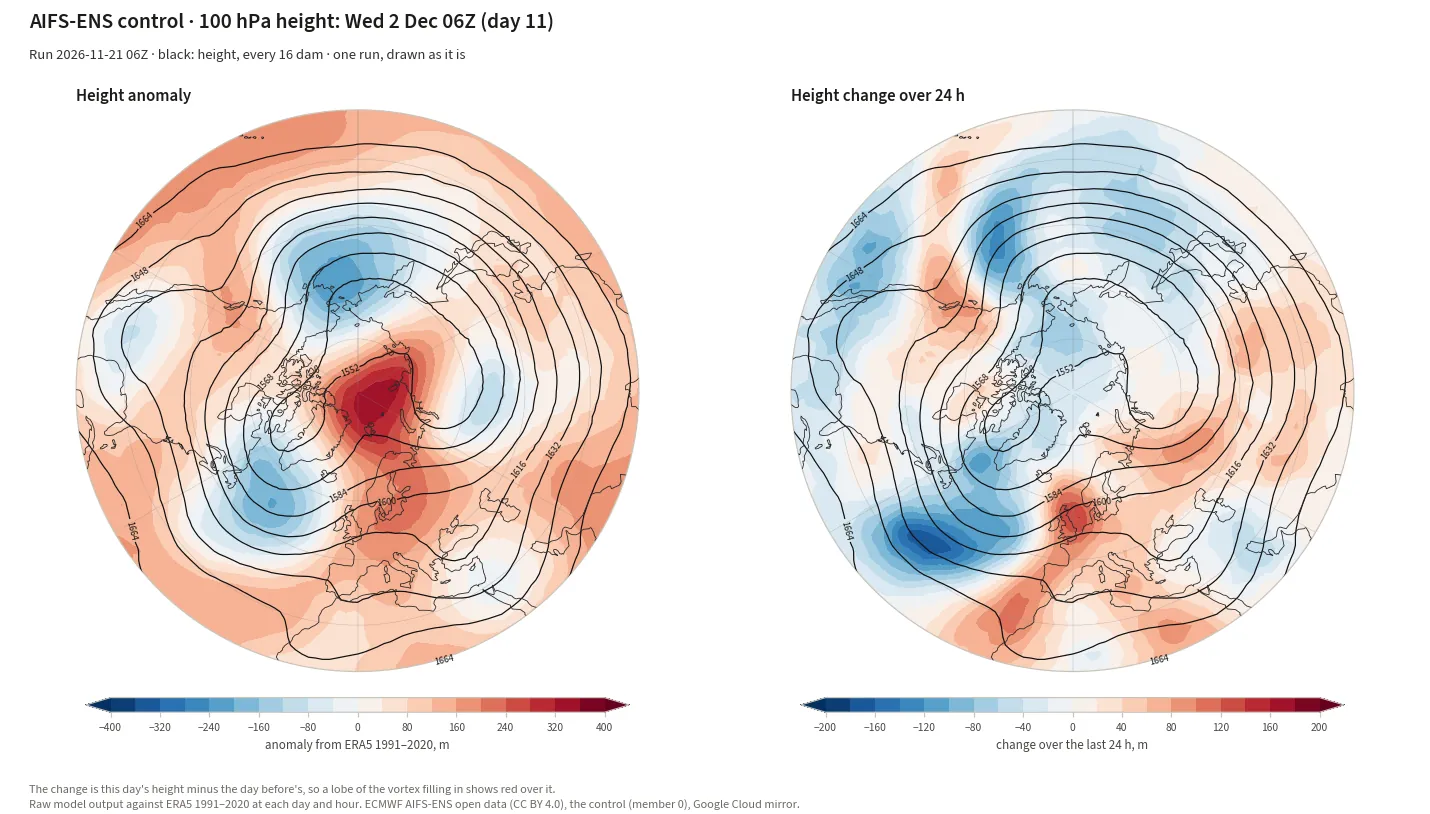 AIFS-ENS control · 100 hPa height: Wed 2 Dec 06Z (day 11)
Run 2026-11-21 06Z · black: height, every 16 dam · one run, drawn as it is
Height anomaly
Height change over 24 h
1664
1648
1568
1552
1632
1616
1584
1600
1664
1664
1664
1648
1568
1552
1632
1616
1584
1600
1664
1664
−400 −320 −240 −160 −80 0 80 160 240 320 400
anomaly from ERA5 1991–2020, m
−200 −160 −120 −80 −40 0 40 80 120 160 200
change over the last 24 h, m
The change is this day's height minus the day before's, so a lobe of the vortex filling in shows red over it.
Raw model output against ERA5 1991–2020 at each day and hour. ECMWF AIFS-ENS open data (CC BY 4.0), the control (member 0), Google Cloud mirror.